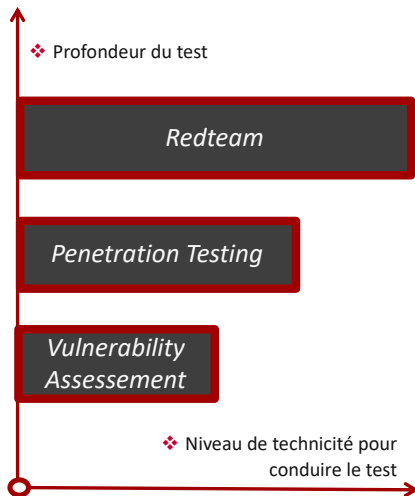 ❖ Profondeur du test
Redteam
Penetration Testing
Vulnerability
Assessement
❖ Niveau de technicité pour
conduire le test